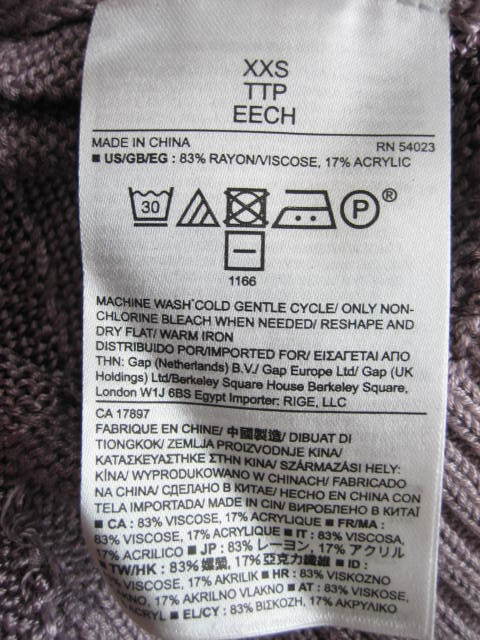 XXS
TTP
EECH
MADE IN CHINA RN 54023
■ US/GB/EG : 83% RAYON/VISCOSE, 17% ACRYLIC
30 P ®
1166
MACHINE WASH COLD GENTLE CYCLE/ ONLY NON-
CHLORINE BLEACH WHEN NEEDED/ RESHAPE AND
DRY FLAT/ WARM IRON
DISTRIBUIDO POR/IMPORTED FOR/ ΕΙΣΑΓΕΤΑΙ ΑΠΟ
THN: Gap (Netherlands) B.V./ Gap Europe Ltd/ Gap (UK
Holdings) Ltd/Berkeley Square House Berkeley Square,
London W1J 6BS Egypt Importer: RIGE, LLC
CA 17897
FABRIQUE EN CHINE/ 中國製造/ DIBUAT DI
TIONGKOK/ ZEMLJA PROIZVODNJE KINA/
ΚΑΤΑΣΚΕΥΑΣΤΗΚΕ ΣΤΗΝ ΚΙΝΑ/ SZÁRMAZÁSI HELY:
KÍNA/ WYPRODUKOWANO W CHINACH/ FABRICADO
NA CHINA/ СДЕЛАНО В КИТАЕ/ HECHO EN CHINA CON
TELA IMPORTADA/ MADE IN CIN/ ВИРОБЛЕНО В КИТАЇ
■ CA : 83% VISCOSE, 17% ACRYLIQUE ■ FR/MA :
83% VISCOSE, 17% ACRYLIQUE ■ IT : 83% VISCOSA,
17% ACRILICO ■ JP : 83% レーヨン, 17% アクリル
■ TW/HK : 83% 嫘縈, 17% 亞克力纖維 ■ ID :
% VISCOSE, 17% AKRILIK ■ HR : 83% VISKOZNO
17% AKRILNO VLAKNO ■ AT : 83% VISKOSE,
ACRYL ■ EL/CY : 83% ΒΙΣΚΟΖΗ, 17% ΑΚΡΥΛΙΚΟ